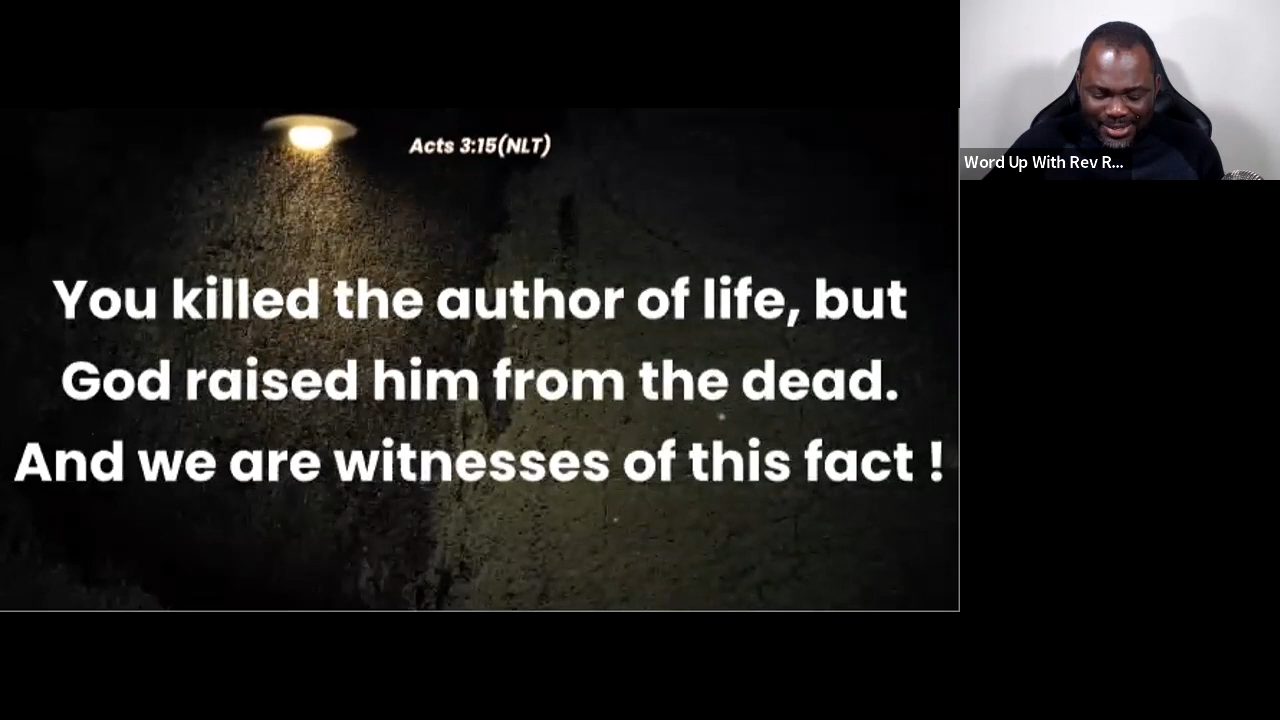 Acts 3:15(NLT)
You killed the author of life, but
God raised him from the dead.
And we are witnesses of this fact !
Word Up With Rev R...